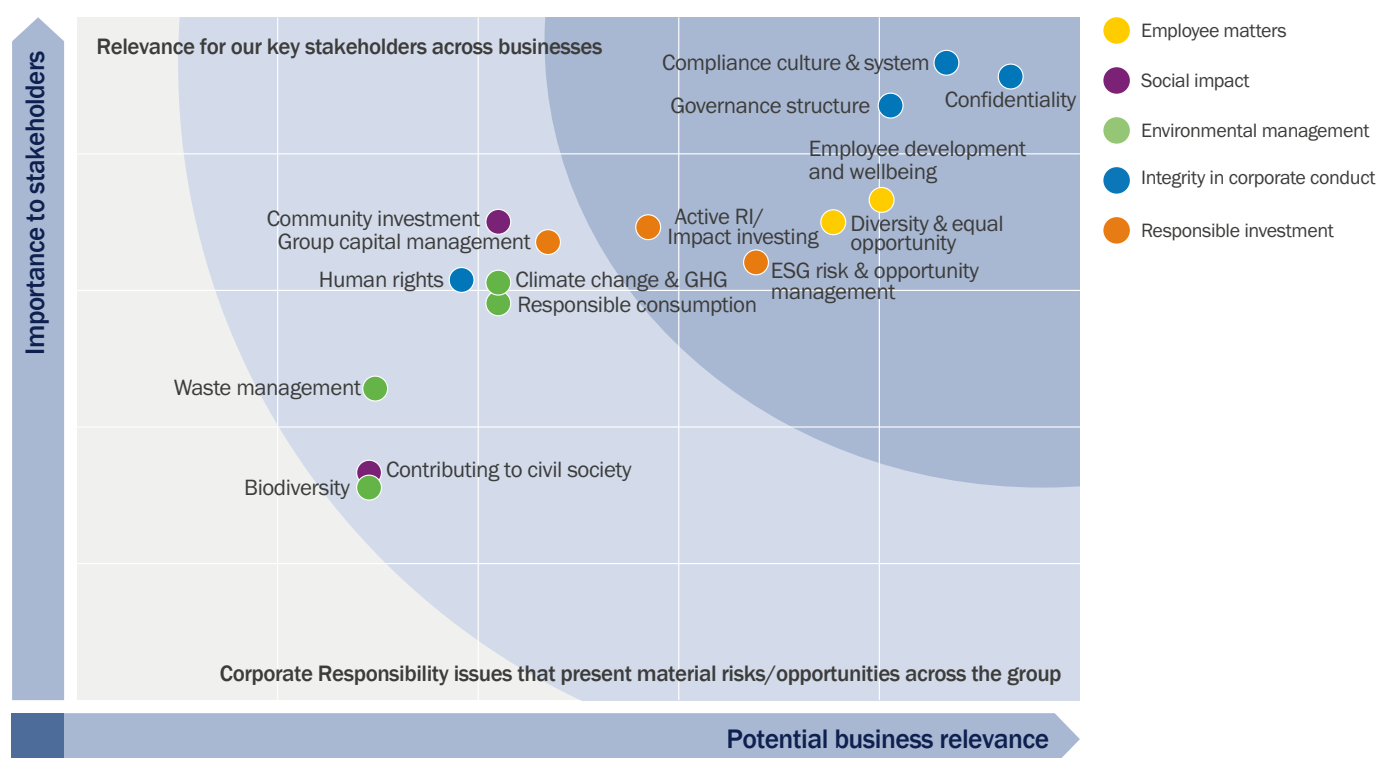 Importance to stakeholders
Relevance for our key stakeholders across businesses
Compliance culture & system
Confidentiality
Governance structure
Employee development
and wellbeing
Community investment
Group capital management
Active RI/
Impact investing
Diversity & equal
opportunity
Human rights
Climate change & GHG
Responsible consumption
ESG risk & opportunity
management
Waste management
Contributing to civil society
Biodiversity
Corporate Responsibility issues that present material risks/opportunities across the group
Potential business relevance
Employee matters
Social impact
Environmental management
Integrity in corporate conduct
Responsible investment